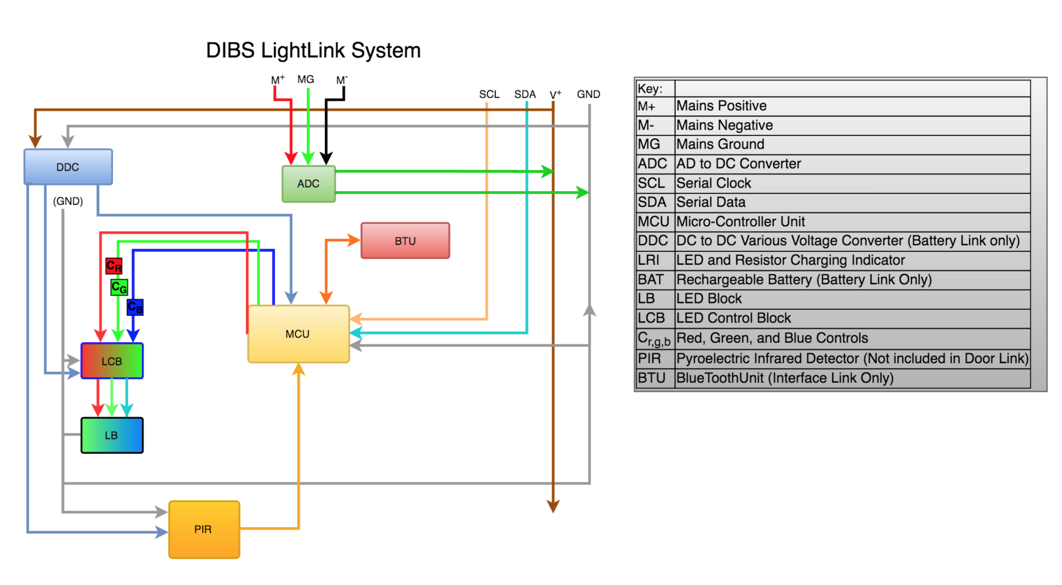 DIBS LightLink System
M+ MG M-
SCL SDA V+ GND
DDC
ADC
(GND)
BTU
CR
CG
CB
MCU
LCB
LB
PIR
Key:
M+ Mains Positive
M- Mains Negative
MG Mains Ground
ADC AD to DC Converter
SCL Serial Clock
SDA Serial Data
MCU Micro-Controller Unit
DDC DC to DC Various Voltage Converter (Battery Link only)
LRI LED and Resistor Charging Indicator
BAT Rechargeable Battery (Battery Link Only)
LB LED Block
LCB LED Control Block
Cr,g,b Red, Green, and Blue Controls
PIR Pyroelectric Infrared Detector (Not included in Door Link)
BTU BlueToothUnit (Interface Link Only)